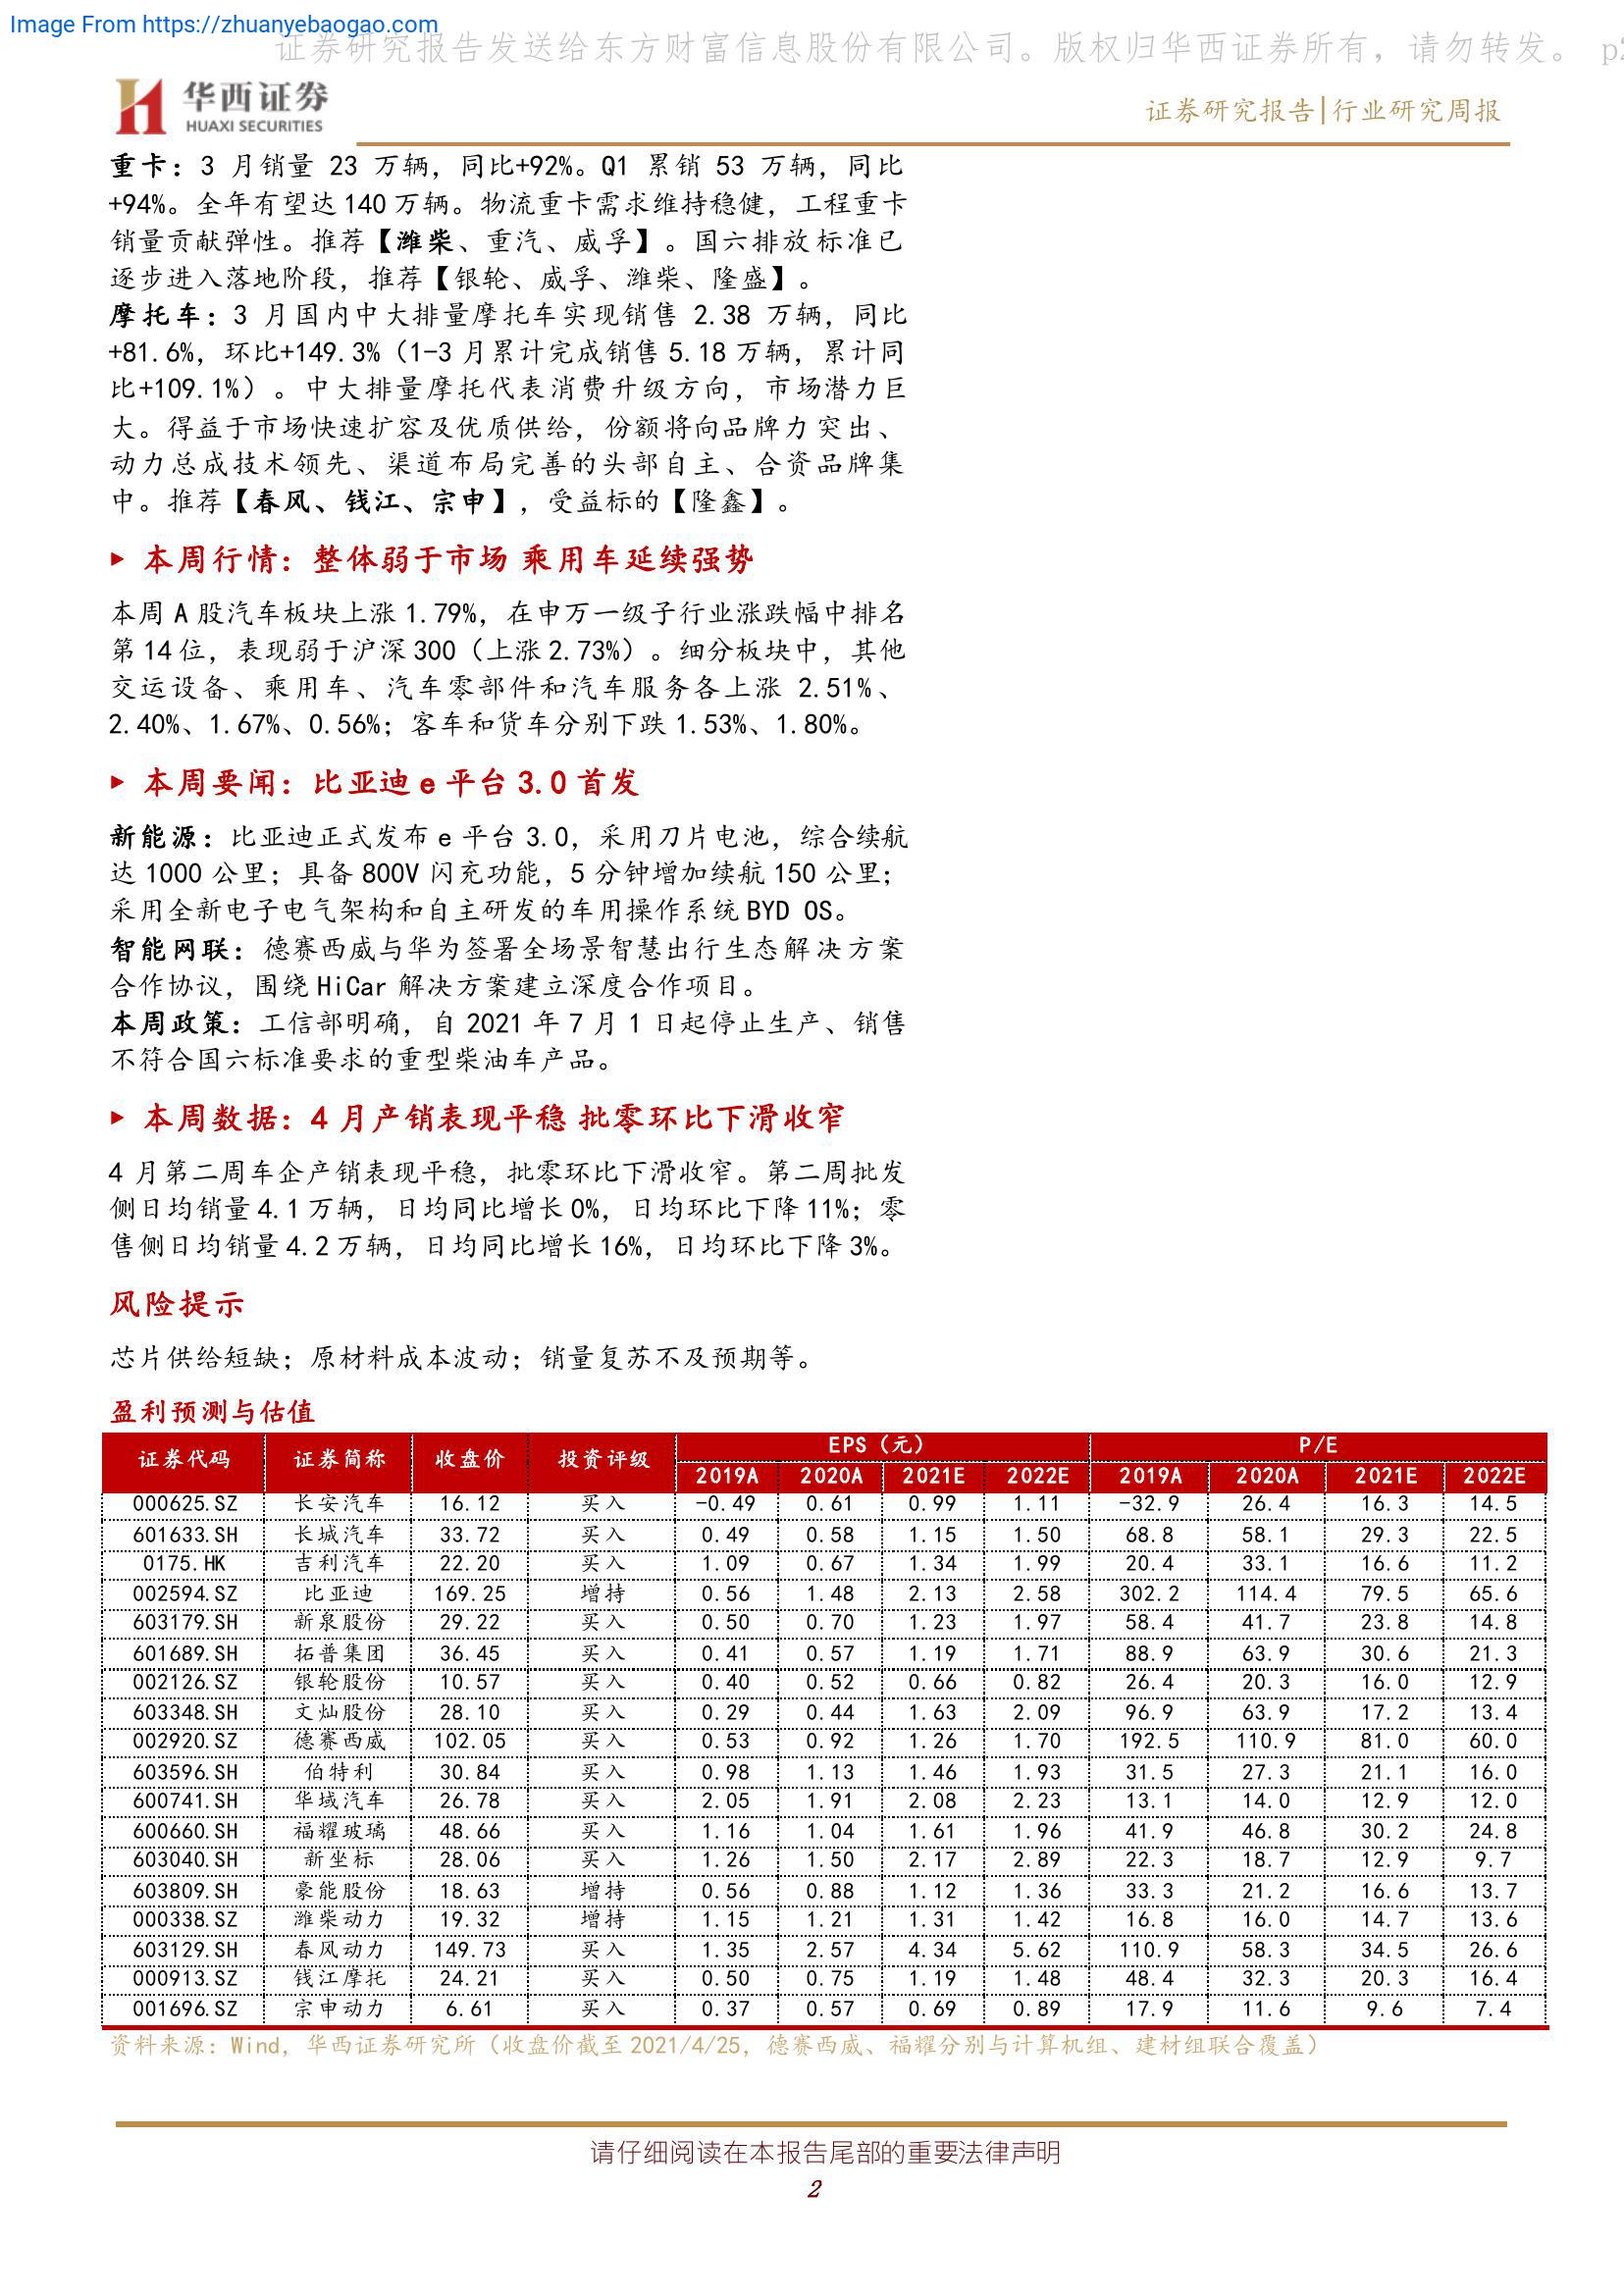 Image From https://zhuanyebaogao.com
证券研究报告发送给东方财富信息股份有限公司。版权归华西证券所有，请勿转发。 p2
华西证券
HUAXI SECURITIES
证券研究报告|行业研究周报
重卡：3 月销量 23 万辆，同比+92%。Q1 累销 53 万辆，同比
+94%。全年有望达 140 万辆。物流重卡需求维持稳健，工程重卡
销量贡献弹性。推荐【潍柴、重汽、威孚】。国六排放标准已
逐步进入落地阶段，推荐【银轮、威孚、潍柴、隆盛】。
摩托车：3 月国内中大排量摩托车实现销售 2.38 万辆，同比
+81.6%，环比+149.3%（1-3 月累计完成销售 5.18 万辆，累计同
比+109.1%）。中大排量摩托代表消费升级方向，市场潜力巨
大。得益于市场快速扩容及优质供给，份额将向品牌力突出、
动力总成技术领先、渠道布局完善的头部自主、合资品牌集
中。推荐【春风、钱江、宗申】，受益标的【隆鑫】。
▶ 本周行情：整体弱于市场 乘用车延续强势
本周 A 股汽车板块上涨 1.79%，在申万一级子行业涨跌幅中排名
第 14 位，表现弱于沪深 300（上涨 2.73%）。细分板块中，其他
交运设备、乘用车、汽车零部件和汽车服务各上涨 2.51%、
2.40%、1.67%、0.56%；客车和货车分别下跌 1.53%、1.80%。
▶ 本周要闻：比亚迪 e 平台 3.0 首发
新能源：比亚迪正式发布 e 平台 3.0，采用刀片电池，综合续航
达 1000 公里；具备 800V 闪充功能，5 分钟增加续航 150 公里；
采用全新电子电气架构和自主研发的车用操作系统 BYD OS。
智能网联：德赛西威与华为签署全场景智慧出行生态解决方案
合作协议，围绕 HiCar 解决方案建立深度合作项目。
本周政策：工信部明确，自 2021 年 7 月 1 日起停止生产、销售
不符合国六标准要求的重型柴油车产品。
▶ 本周数据：4 月产销表现平稳 批零环比下滑收窄
4 月第二周车企产销表现平稳，批零环比下滑收窄。第二周批发
侧日均销量 4.1 万辆，日均同比增长 0%，日均环比下降 11%；零
售侧日均销量 4.2 万辆，日均同比增长 16%，日均环比下降 3%。
风险提示
芯片供给短缺；原材料成本波动；销量复苏不及预期等。
盈利预测与估值
证券代码 证券简称 收盘价 投资评级 EPS（元） P/E
2019A 2020A 2021E 2022E 2019A 2020A 2021E 2022E
000625.SZ 长安汽车 16.12 买入 -0.49 0.61 0.99 1.11 -32.9 26.4 16.3 14.5
601633.SH 长城汽车 33.72 买入 0.49 0.58 1.15 1.50 68.8 58.1 29.3 22.5
0175.HK 吉利汽车 22.20 买入 1.09 0.67 1.34 1.99 20.4 33.1 16.6 11.2
002594.SZ 比亚迪 169.25 增持 0.56 1.48 2.13 2.58 302.2 114.4 79.5 65.6
603179.SH 新泉股份 29.22 买入 0.50 0.70 1.23 1.97 58.4 41.7 23.8 14.8
601689.SH 拓普集团 36.45 买入 0.41 0.57 1.19 1.71 88.9 63.9 30.6 21.3
002126.SZ 银轮股份 10.57 买入 0.40 0.52 0.66 0.82 26.4 20.3 16.0 12.9
603348.SH 文灿股份 28.10 买入 0.29 0.44 1.63 2.09 96.9 63.9 17.2 13.4
002920.SZ 德赛西威 102.05 买入 0.53 0.92 1.26 1.70 192.5 110.9 81.0 60.0
603596.SH 伯特利 30.84 买入 0.98 1.13 1.46 1.93 31.5 27.3 21.1 16.0
600741.SH 华域汽车 26.78 买入 2.05 1.91 2.08 2.23 13.1 14.0 12.9 12.0
600660.SH 福耀玻璃 48.66 买入 1.16 1.04 1.61 1.96 41.9 46.8 30.2 24.8
603040.SH 新坐标 28.06 买入 1.26 1.50 2.17 2.89 22.3 18.7 12.9 9.7
603809.SH 豪能股份 18.63 增持 0.56 0.88 1.12 1.36 33.3 21.2 16.6 13.7
000338.SZ 潍柴动力 19.32 增持 1.15 1.21 1.31 1.42 16.8 16.0 14.7 13.6
603129.SH 春风动力 149.73 买入 1.35 2.57 4.34 5.62 110.9 58.3 34.5 26.6
000913.SZ 钱江摩托 24.21 买入 0.50 0.75 1.19 1.48 48.4 32.3 20.3 16.4
001696.SZ 宗申动力 6.61 买入 0.37 0.57 0.69 0.89 17.9 11.6 9.6 7.4
资料来源：Wind，华西证券研究所（收盘价截至 2021/4/25，德赛西威、福耀分别与计算机组、建材组联合覆盖）
请仔细阅读在本报告尾部的重要法律声明
2